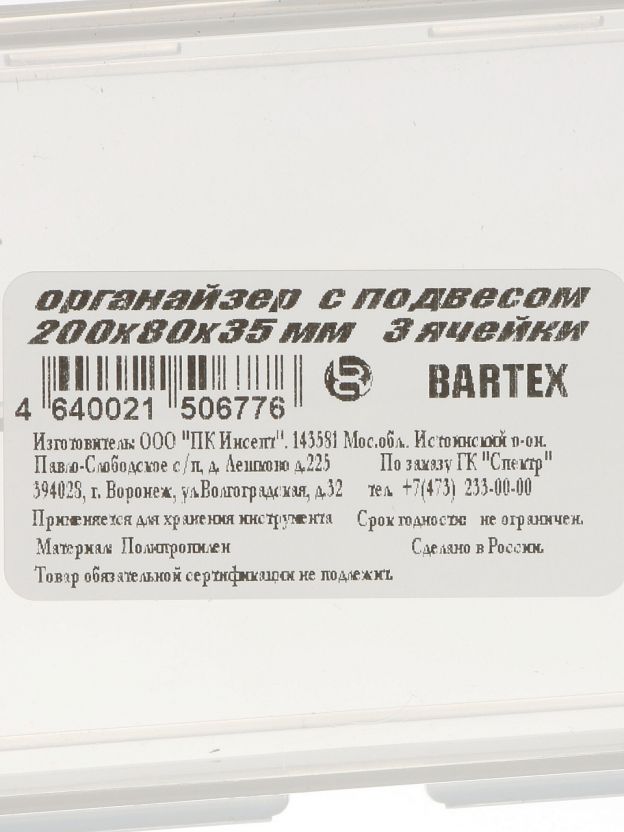 органайзер с подвесом
200х80х35 мм 3 ячейки
BARTEX
4 640021 506776
Изготовитель: ООО "ПК Инсепт". 143581 Мос.обл. Истринский р-он.
Павло-Слободское с/п, д. Лешково д.225 По заказу ГК "Спектр"
394028, г. Воронеж, ул.Волгоградская, д.32 тел. +7(473) 233-00-00
Применяется для хранения инструмента Срок годности: не ограничен.
Материал: Полипропилен Сделано в России.
Товар обязательной сертификации не подлежит.